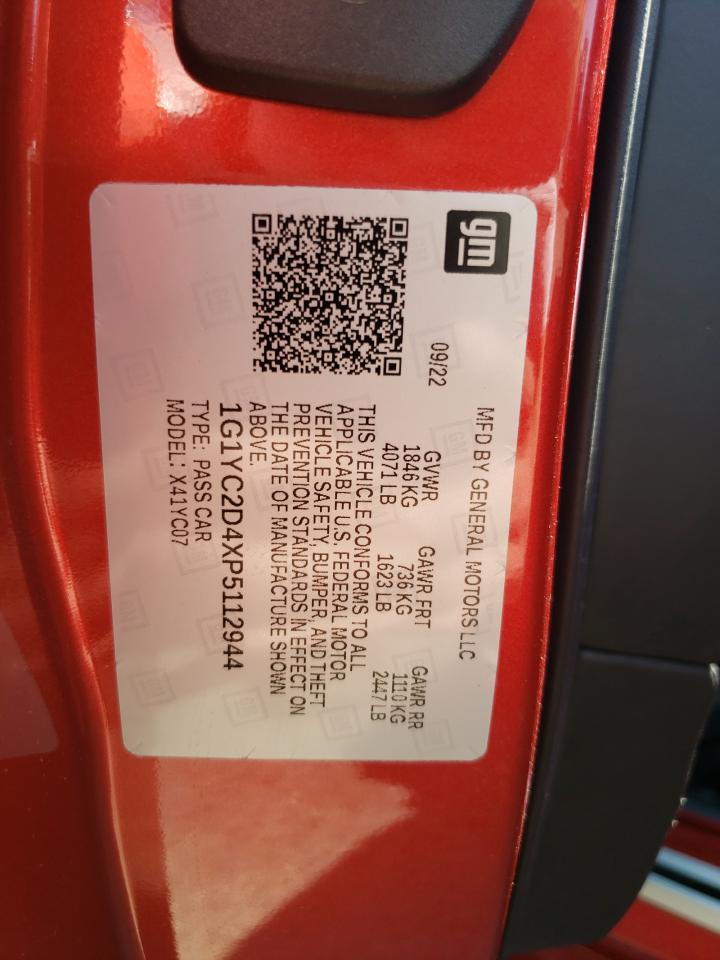 gm
09/22
MFD BY GENERAL MOTORS LLC
GVWR GAWR FRT GAWR RR
1846 KG 736 KG 1110 KG
4071 LB 1623 LB 2447 LB
THIS VEHICLE CONFORMS TO ALL
APPLICABLE U.S. FEDERAL MOTOR
VEHICLE SAFETY, BUMPER, AND THEFT
PREVENTION STANDARDS IN EFFECT ON
THE DATE OF MANUFACTURE SHOWN
ABOVE.
1G1YC2D4XP5112944
TYPE: PASS CAR
MODEL: X41YC07